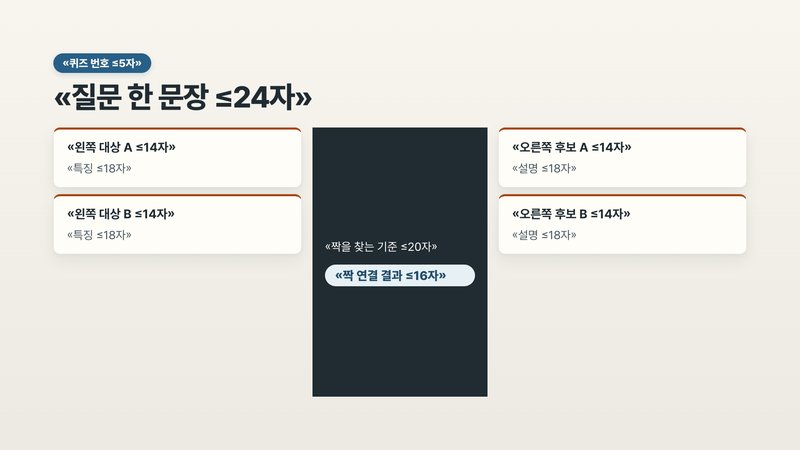 «퀴즈 번호 ≤5자»
«질문 한 문장 ≤24자»
«왼쪽 대상 A ≤14자»
«특징 ≤18자»
«왼쪽 대상 B ≤14자»
«특징 ≤18자»
«짝을 찾는 기준 ≤20자»
«짝 연결 결과 ≤16자»
«오른쪽 후보 A ≤14자»
«설명 ≤18자»
«오른쪽 후보 B ≤14자»
«설명 ≤18자»